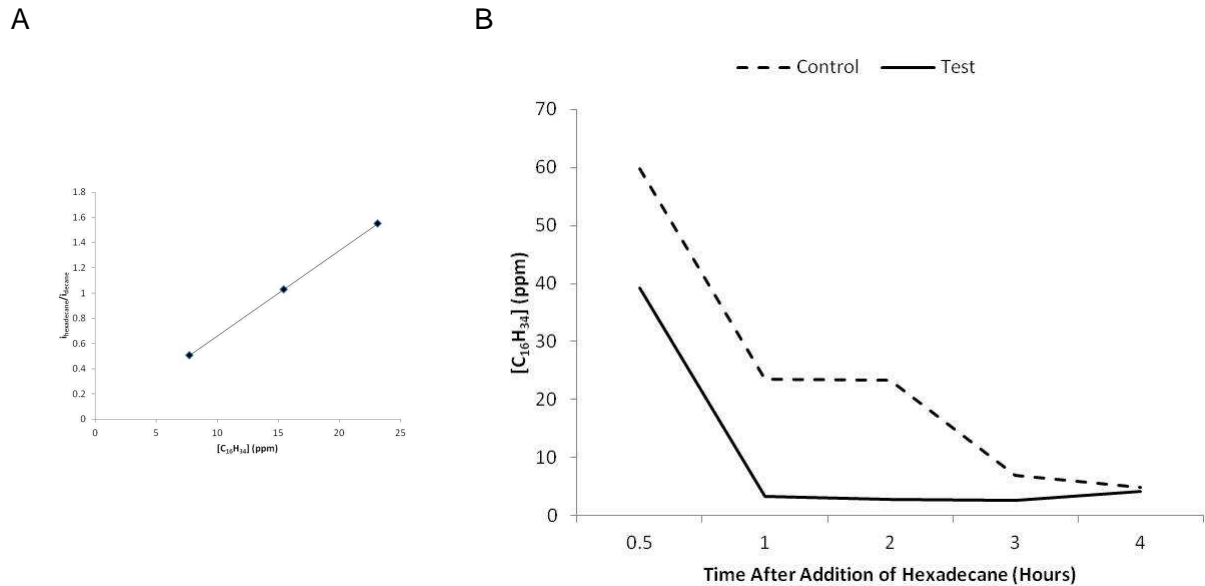 A
B
1.8
1.6
1.4
1.2
1
0.8
0.6
0.4
0.2
0
0 5 10 15 20 25
i hexadecane/i decane
[C₁₆H₃₄] (ppm)
Control Test
70
60
50
40
30
20
10
0
[C₁₆H₃₄] (ppm)
0.5 1 2 3 4
Time After Addition of Hexadecane (Hours)